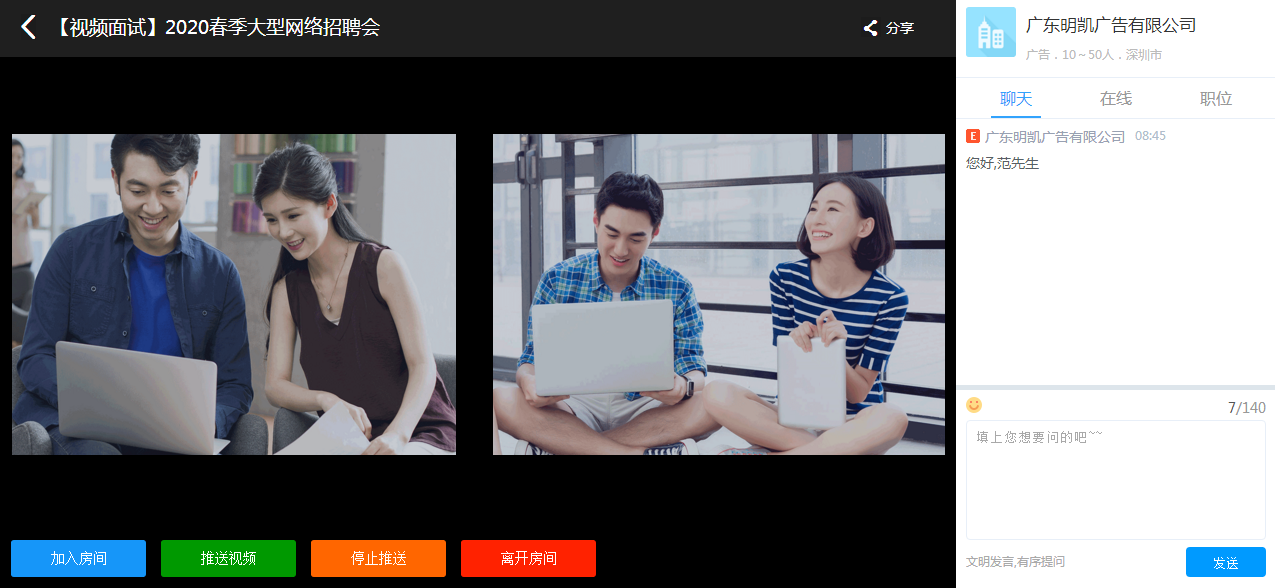 【视频面试】2020春季大型网络招聘会
分享
加入房间
推送视频
停止推送
离开房间
广东明凯广告有限公司
广告 . 10 ~ 50人 . 深圳市
聊天
在线
职位
E 广东明凯广告有限公司 08:45
您好,范先生
7/140
填上您想要问的吧~~
文明发言,有序提问
发送